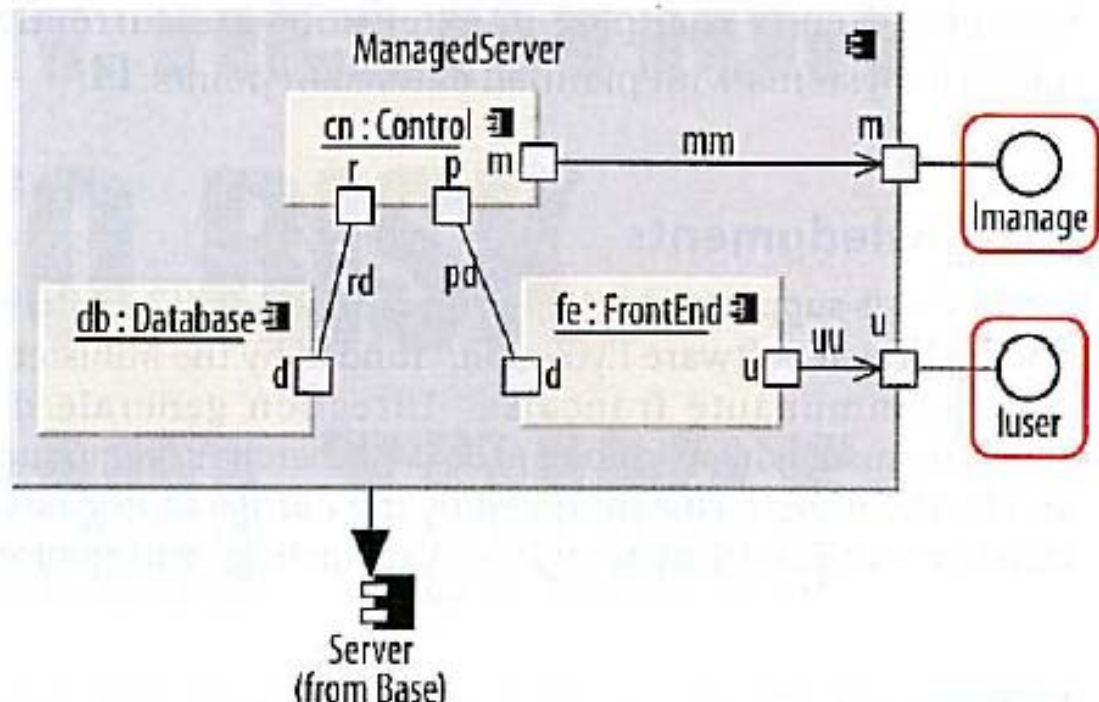 ManagedServer
cn : Control
r
p
m
mm
m
Imanage
rd
pd
db : Database
d
fe : FrontEnd
d
u
uu
u
Iuser
Server
(from Base)